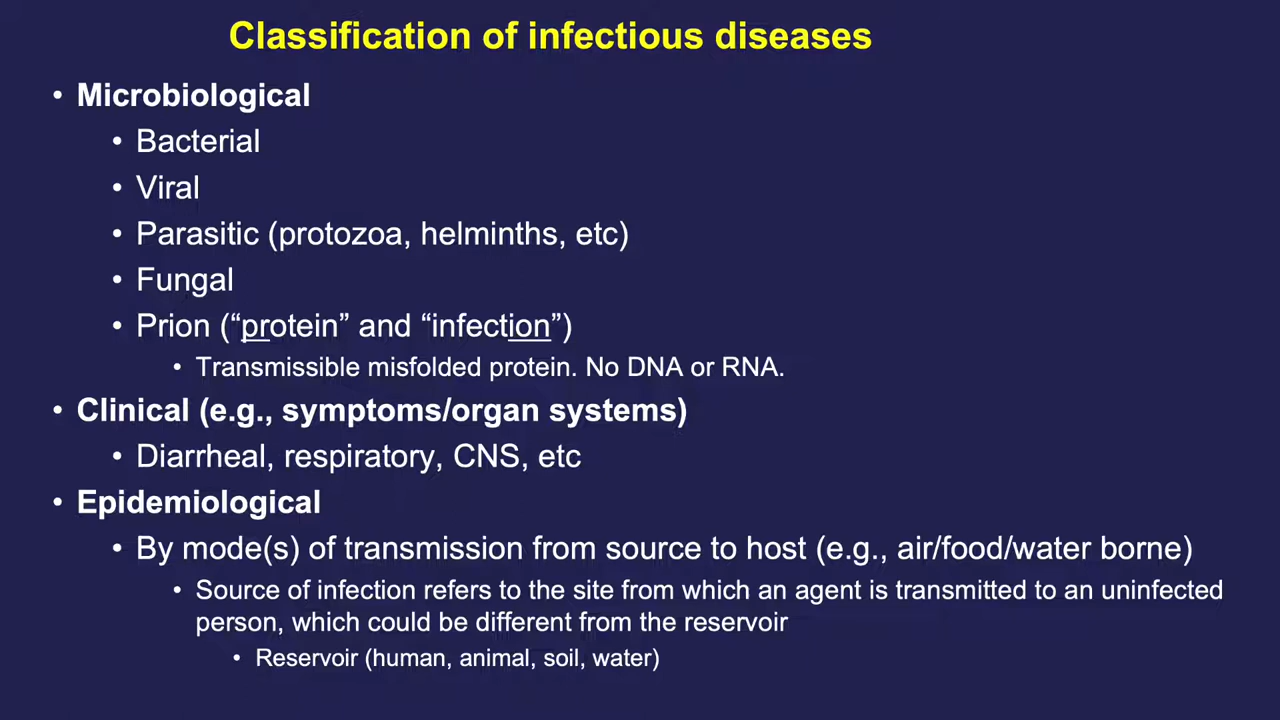 Classification of infectious diseases
• Microbiological
• Bacterial
• Viral
• Parasitic (protozoa, helminths, etc)
• Fungal
• Prion (“protein” and “infection”)
• Transmissible misfolded protein. No DNA or RNA.
• Clinical (e.g., symptoms/organ systems)
• Diarrheal, respiratory, CNS, etc
• Epidemiological
• By mode(s) of transmission from source to host (e.g., air/food/water borne)
• Source of infection refers to the site from which an agent is transmitted to an uninfected
person, which could be different from the reservoir
• Reservoir (human, animal, soil, water)